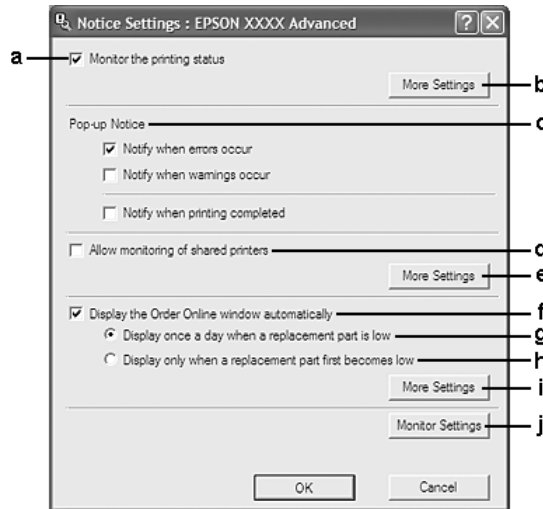 Notice Settings : EPSON XXXX Advanced
a Monitor the printing status
More Settings b
Pop-up Notice c
Notify when errors occur
Notify when warnings occur
Notify when printing completed
Allow monitoring of shared printers d
More Settings e
Display the Order Online window automatically f
Display once a day when a replacement part is low g
Display only when a replacement part first becomes low h
More Settings i
Monitor Settings j
OK Cancel